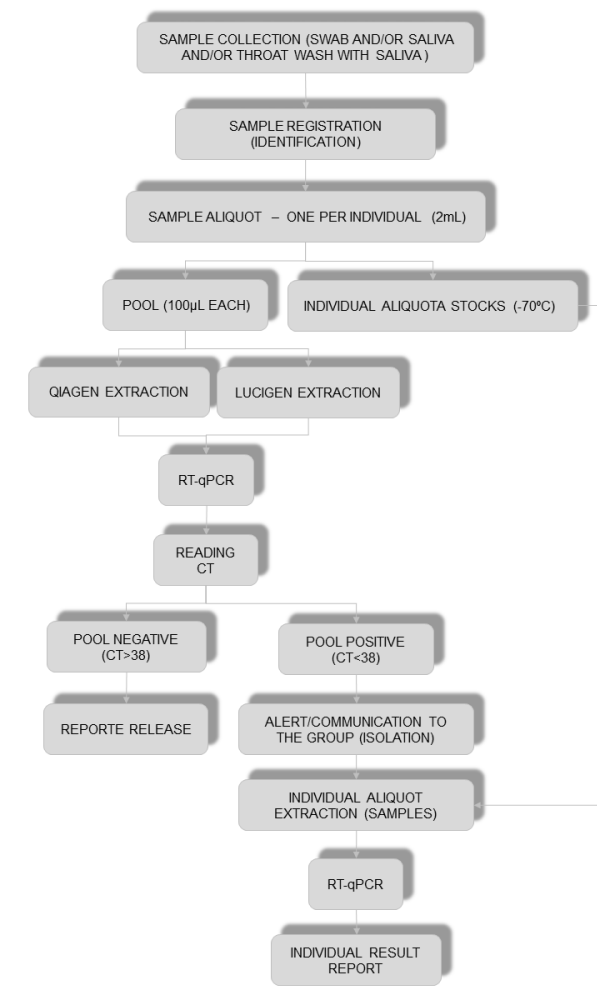 SAMPLE COLLECTION (SWAB AND/OR SALIVA
AND/OR THROAT WASH WITH SALIVA )
SAMPLE REGISTRATION
(IDENTIFICATION)
SAMPLE ALIQUOT – ONE PER INDIVIDUAL (2mL)
POOL (100µL EACH)
INDIVIDUAL ALIQUOTA STOCKS (-70ºC)
QIAGEN EXTRACTION
LUCIGEN EXTRACTION
RT-qPCR
READING
CT
POOL NEGATIVE
(CT>38)
POOL POSITIVE
(CT<38)
REPORTE RELEASE
ALERT/COMMUNICATION TO
THE GROUP (ISOLATION)
INDIVIDUAL ALIQUOT
EXTRACTION (SAMPLES)
RT-qPCR
INDIVIDUAL RESULT
REPORT